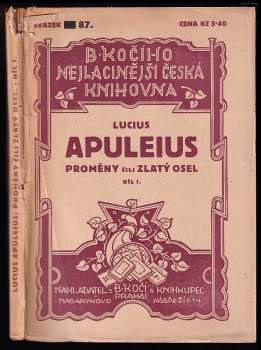 SVAZEK 87.
CENA Kč 5·40
B·KOČÍHO
NEJLACINĚJŠÍ ČESKÁ
KNIHOVNA
LUCIUS
APULEIUS
PROMĚNY ČILI ZLATÝ OSEL
DÍL I.
NAKLADATEL
B·KOČÍ
KNIHKUPEC
PRAHA I
MASARYKOVO
NÁBŘEŽÍ Č 14
LUCIUS APULEIUS: PROMĚNY ČILI ZLATÝ OSEL - DÍL I.